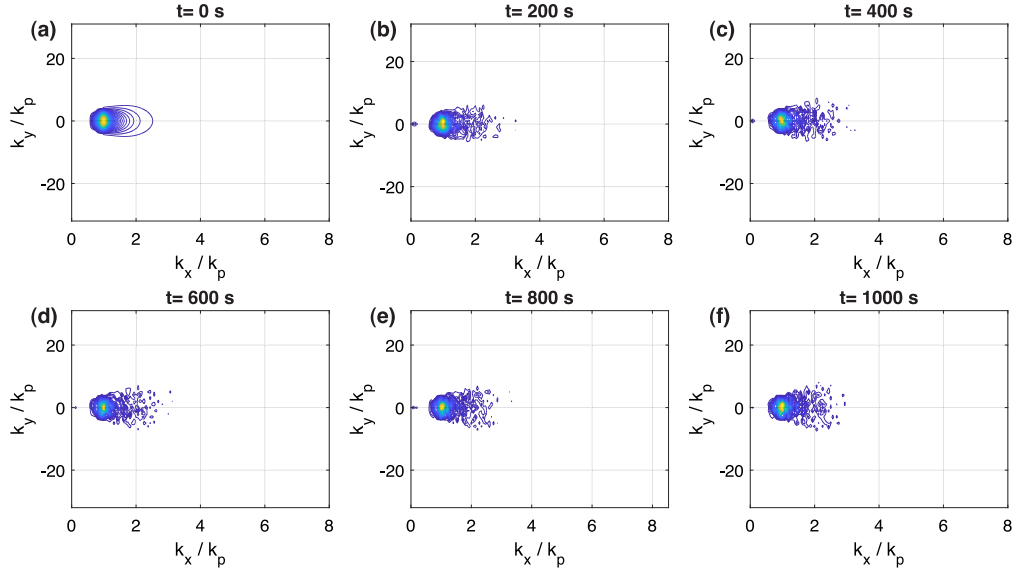 t= 0 s
(a)
20
0
-20
0 2 4 6 8
k_y / k_p
k_x / k_p
t= 200 s
(b)
20
0
-20
0 2 4 6 8
k_y / k_p
k_x / k_p
t= 400 s
(c)
20
0
-20
0 2 4 6 8
k_y / k_p
k_x / k_p
t= 600 s
(d)
20
0
-20
0 2 4 6 8
k_y / k_p
k_x / k_p
t= 800 s
(e)
20
0
-20
0 2 4 6 8
k_y / k_p
k_x / k_p
t= 1000 s
(f)
20
0
-20
0 2 4 6 8
k_y / k_p
k_x / k_p